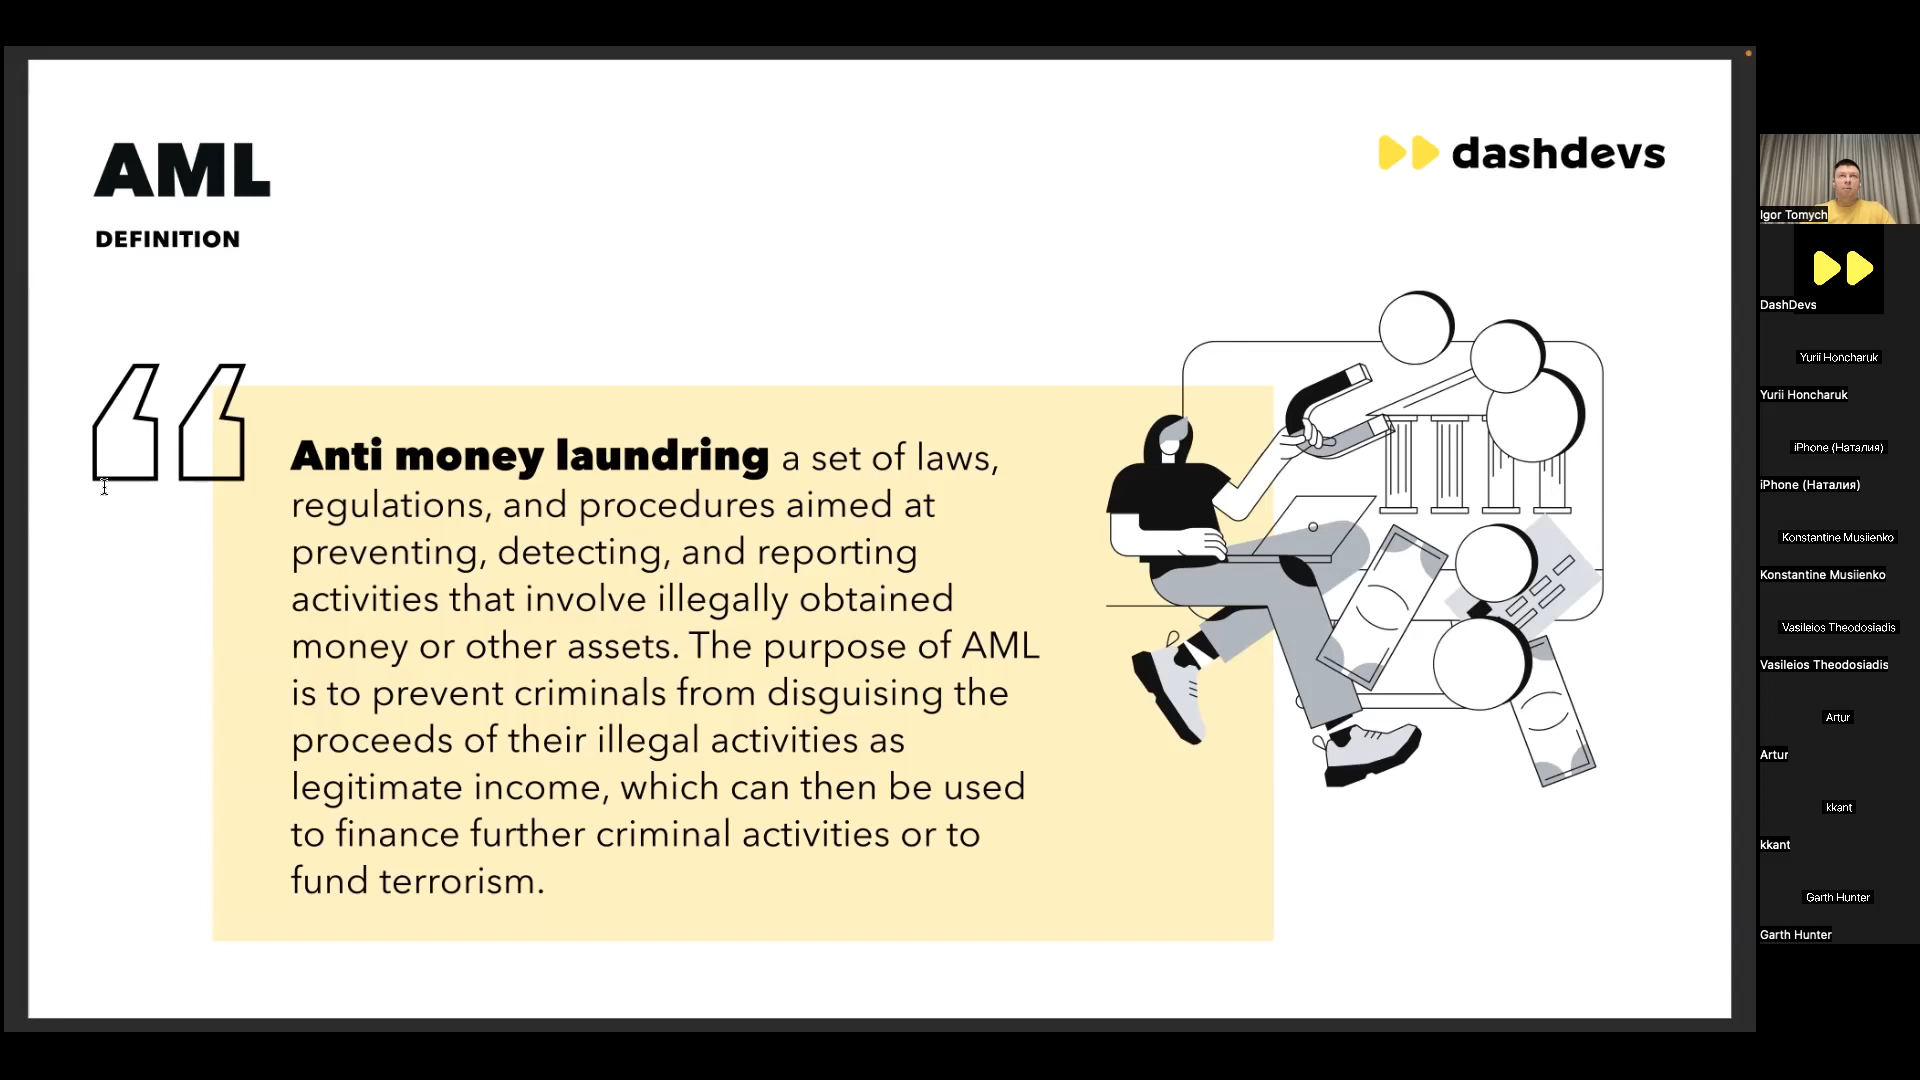 AML
DEFINITION
dashdevs
Anti money laundring a set of laws,
regulations, and procedures aimed at
preventing, detecting, and reporting
activities that involve illegally obtained
money or other assets. The purpose of AML
is to prevent criminals from disguising the
proceeds of their illegal activities as
legitimate income, which can then be used
to finance further criminal activities or to
fund terrorism.
Igor Tomych
DashDevs
Yurii Honcharuk
Yurii Honcharuk
iPhone (Наталия)
iPhone (Наталия)
Konstantine Musiienko
Konstantine Musiienko
Vasileios Theodosiadis
Vasileios Theodosiadis
Artur
Artur
kkant
kkant
Garth Hunter
Garth Hunter